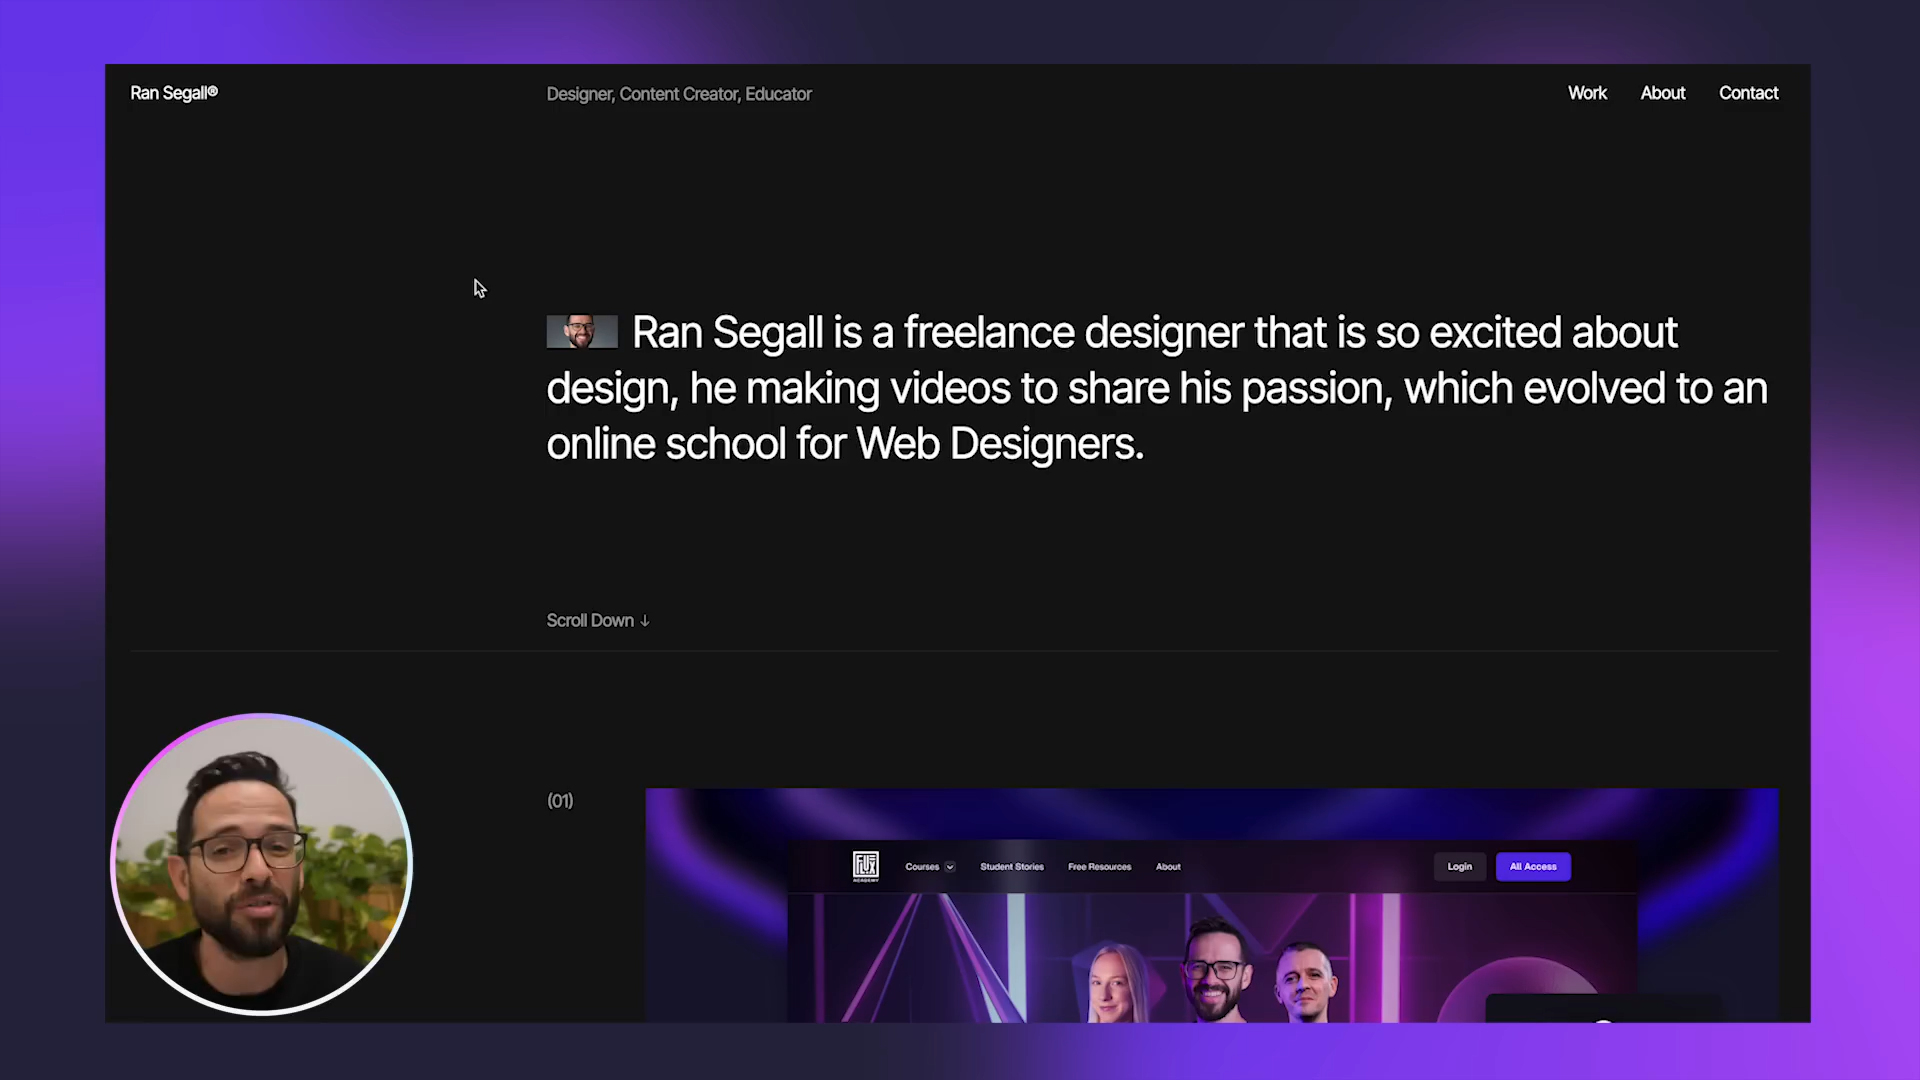 Ran Segall®
Designer, Content Creator, Educator
Work
About
Contact
Ran Segall is a freelance designer that is so excited about
design, he making videos to share his passion, which evolved to an
online school for Web Designers.
Scroll Down ↓
(01)
FLUX
ACADEMY
Courses
Student Stories
Free Resources
About
Login
All Access